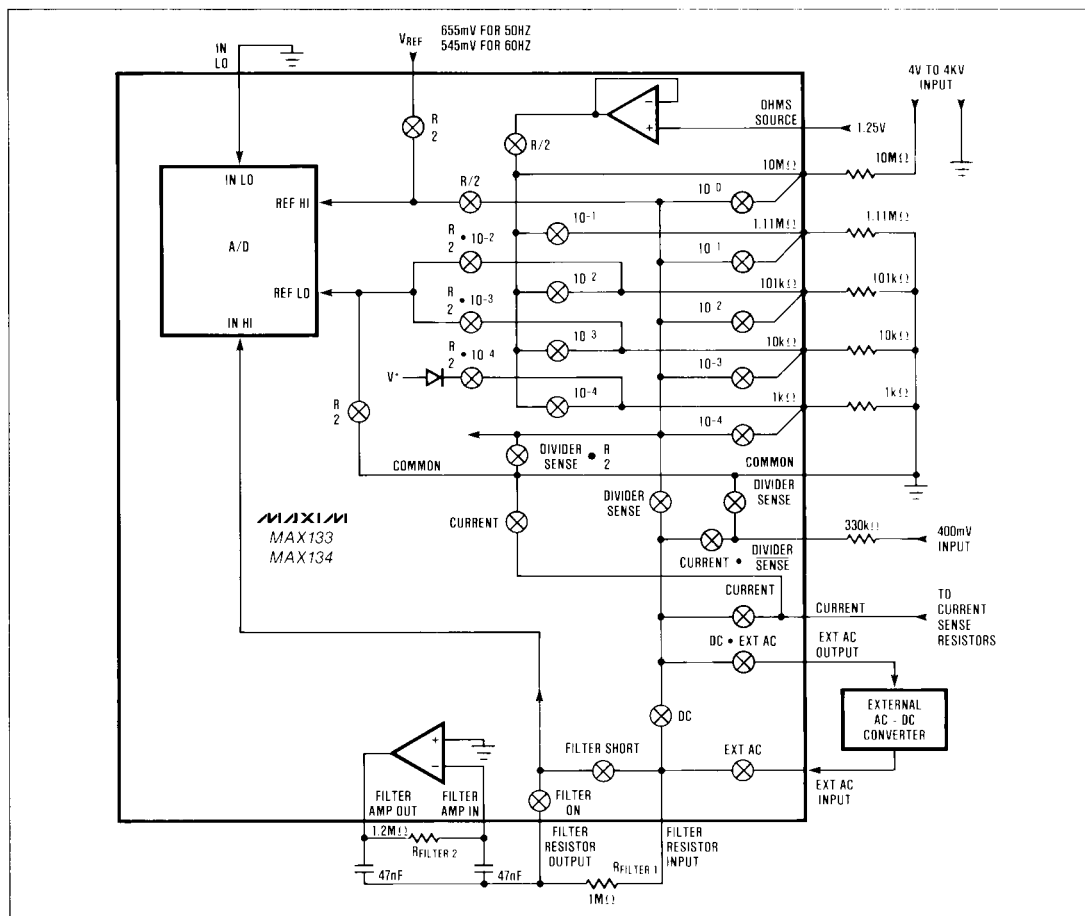 IN
LO
VREF
655mV FOR 50HZ
545mV FOR 60HZ
4V TO 4KV
INPUT
OHMS
SOURCE
1.25V
R
2
R/2
10MΩ
10MΩ
IN LO
REF HI
R/2
10 0
A/D
R
2 • 10-2
10-1
1.11MΩ
1.11MΩ
10-1
REF LO
R
2 • 10-3
10-2
101kΩ
101kΩ
10-2
IN HI
R
2 • 10-4
10-3
10kΩ
10kΩ
V+
10-3
10-4
1kΩ
1kΩ
R
2
10-4
DIVIDER
SENSE • R
2
COMMON
COMMON
DIVIDER
SENSE
DIVIDER
SENSE
MAXIM
MAX133
MAX134
CURRENT
330kΩ
400mV
INPUT
CURRENT • DIVIDER
SENSE
CURRENT
CURRENT
TO
CURRENT
SENSE
RESISTORS
DC • EXT AC
EXT AC
OUTPUT
EXTERNAL
AC - DC
CONVERTER
DC
FILTER SHORT
EXT AC
EXT AC
INPUT
FILTER
AMP OUT
FILTER
AMP IN
FILTER
ON
1.2MΩ
RFILTER 2
FILTER
RESISTOR
OUTPUT
FILTER
RESISTOR
INPUT
47nF
47nF
RFILTER 1
1MΩ